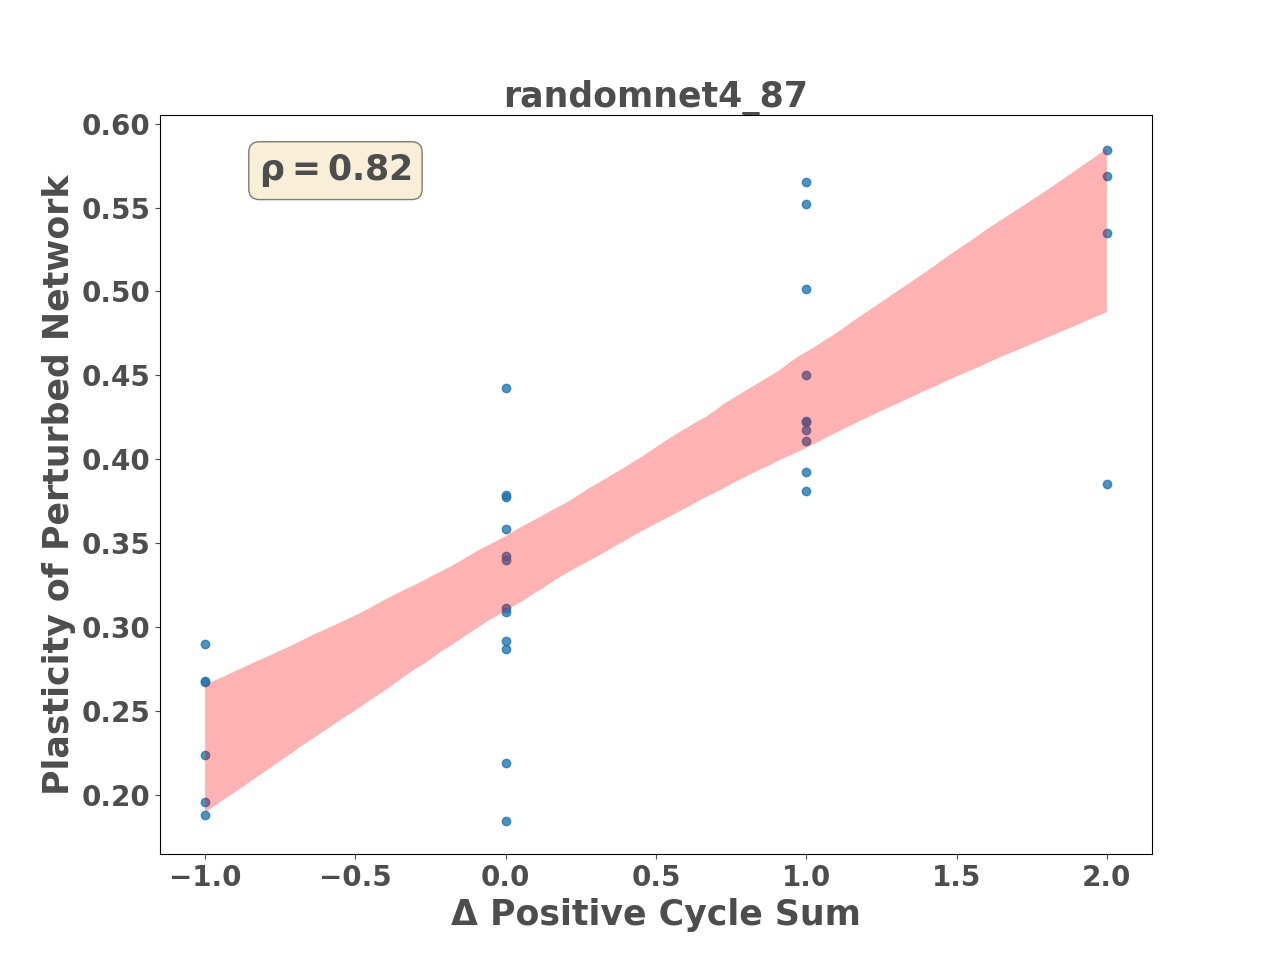 randomnet4_87
ρ = 0.82
Plasticity of Perturbed Network
0.60
0.55
0.50
0.45
0.40
0.35
0.30
0.25
0.20
−1.0 −0.5 0.0 0.5 1.0 1.5 2.0
Δ Positive Cycle Sum